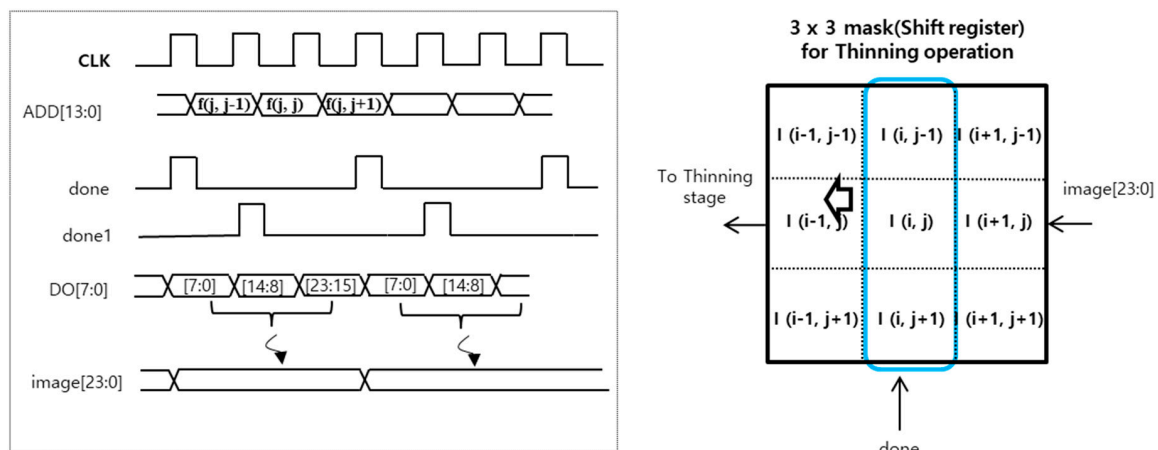 CLK
ADD[13:0]
f(j, j-1) f(j, j) f(j, j+1)
done
done1
DO[7:0]
[7:0] [14:8] [23:15] [7:0] [14:8]
image[23:0]
3 x 3 mask(Shift register)
for Thinning operation
I (i-1, j-1) I (i, j-1) I (i+1, j-1)
To Thinning
stage
image[23:0]
I (i-1, j) I (i, j) I (i+1, j)
I (i-1, j+1) I (i, j+1) I (i+1, j+1)
done